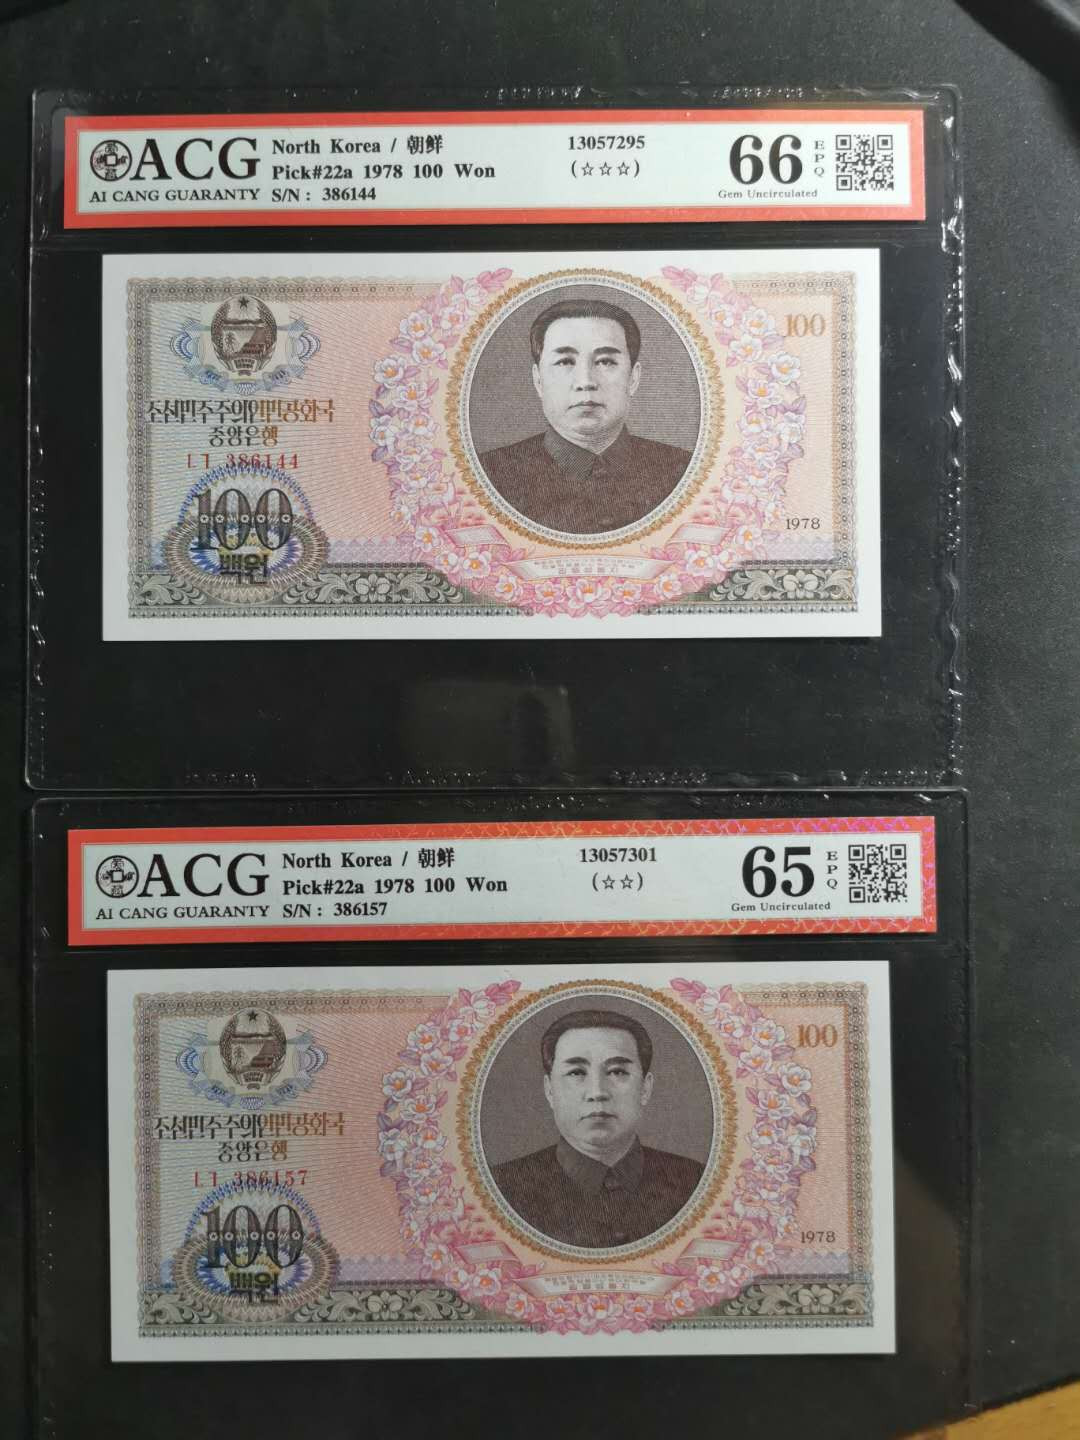 ACG
AI CANG GUARANTY
North Korea / 朝鲜
Pick#22a 1978 100 Won
S/N : 386144
13057295
(☆☆☆)
66
EPQ
Gem Uncirculated
100
조선민주주의인민공화국
중앙은행
ㄴㄱ 386144
100
백원
1978
ACG
AI CANG GUARANTY
North Korea / 朝鲜
Pick#22a 1978 100 Won
S/N : 386157
13057301
(☆☆)
65
EPQ
Gem Uncirculated
100
조선민주주의인민공화국
중앙은행
ㄴㄱ 386157
100
백원
1978